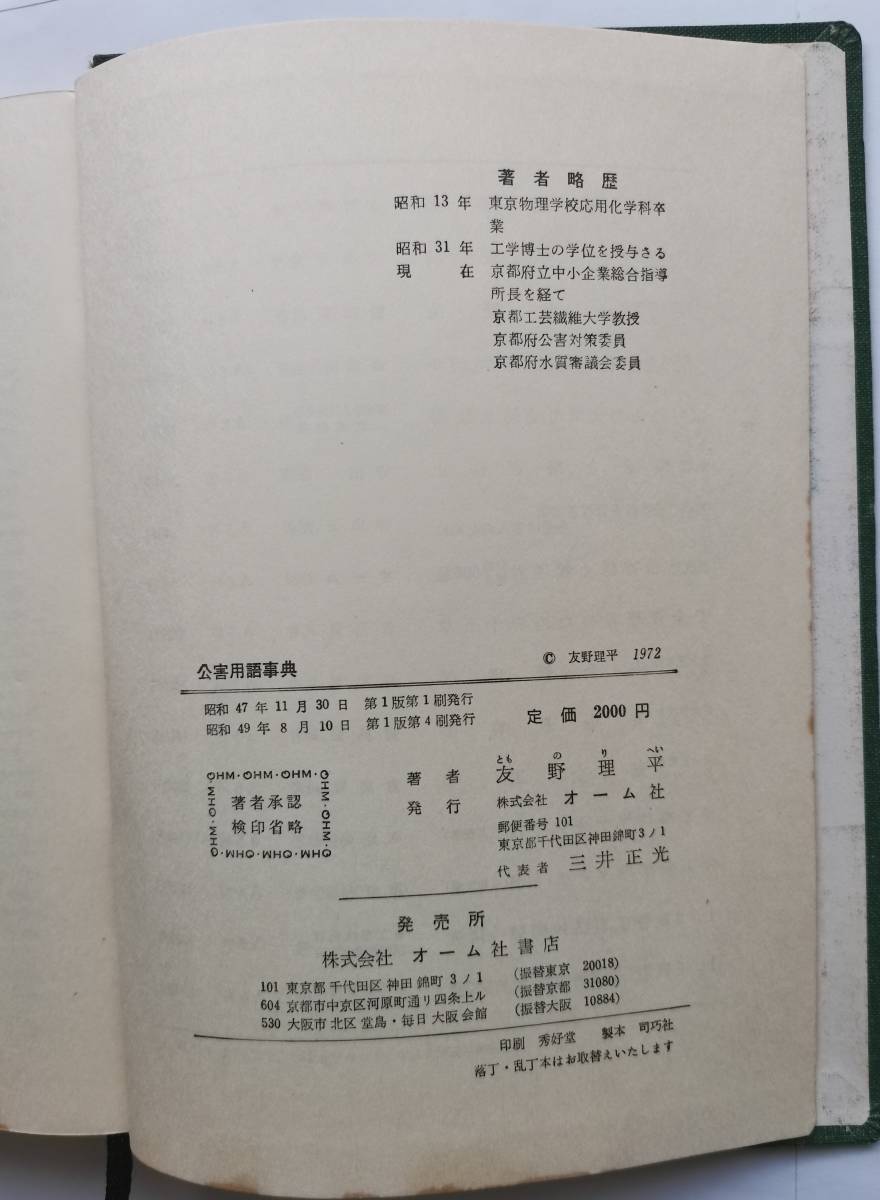 著者略歴
昭和 13 年 東京物理学校応用化学科卒
業
昭和 31 年 工学博士の学位を授与さる
現 在 京都府立中小企業総合指導
所長を経て
京都工芸繊維大学教授
京都府公害対策委員
京都府水質審議会委員
公害用語事典
© 友野理平 1972
昭和 47 年 11 月 30 日 第1版第1刷発行
昭和 49 年 8 月 10 日 第1版第4刷発行
定価 2000円
OHM・OHM・OHM・OHM・OHM・OHM・OHM・OHM・OHM・OHM
著者承認
検印省略
とも の り へい
著者 友野理平
発行 株式会社 オーム社
郵便番号 101
東京都千代田区神田錦町3ノ1
代表者 三井正光
発売所
株式会社 オーム社書店
101 東京都千代田区 神田錦町 3ノ1 (振替東京 20018)
604 京都市中京区河原町通リ四条上ル (振替京都 31080)
530 大阪市北区堂島・毎日大阪会館 (振替大阪 10884)
印刷 秀好堂 製本 司巧社
落丁・乱丁本はお取替えいたします